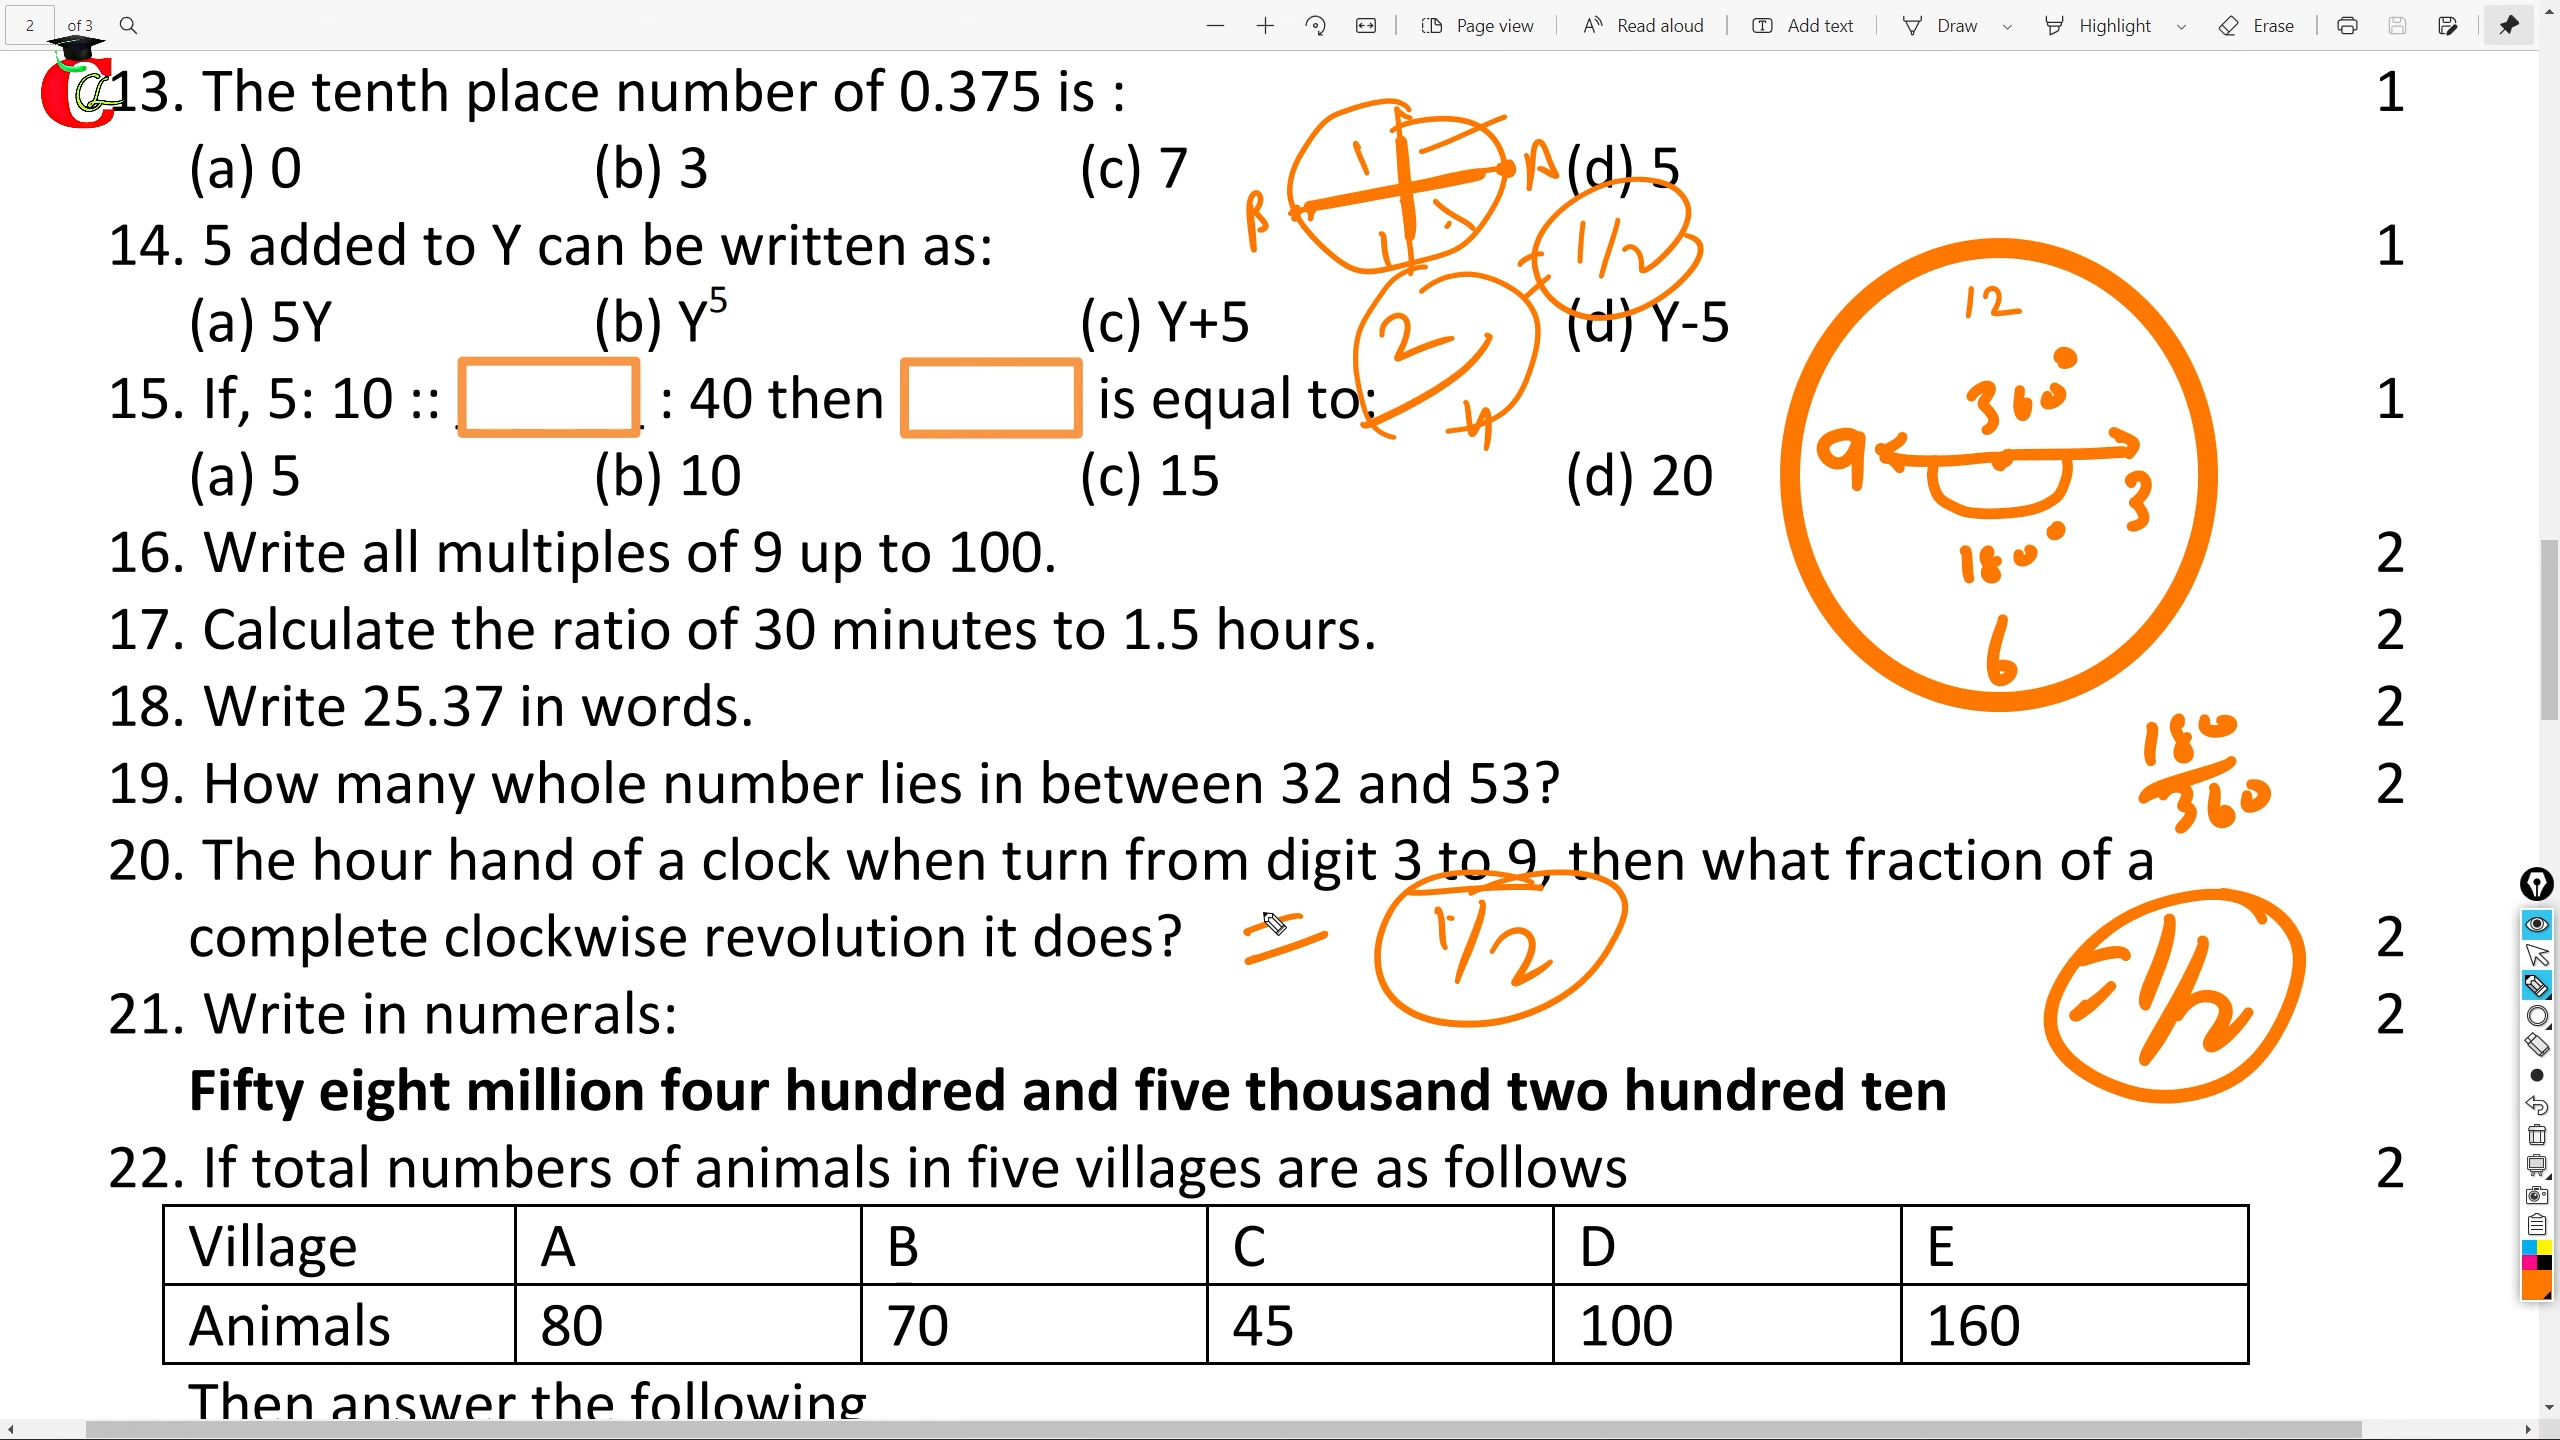 2 of 3 Page view Read aloud Add text Draw Highlight Erase
13. The tenth place number of 0.375 is : 1
(a) 0 (b) 3 (c) 7 (d) 5
1 A
B 1
1/2
14. 5 added to Y can be written as: 1
(a) 5Y (b) Y⁵ (c) Y+5 (d) Y-5
2
4
12
360°
9 3
180°
6
15. If, 5: 10 :: : 40 then is equal to: 1
(a) 5 (b) 10 (c) 15 (d) 20
16. Write all multiples of 9 up to 100. 2
17. Calculate the ratio of 30 minutes to 1.5 hours. 2
18. Write 25.37 in words. 2
180
360
19. How many whole number lies in between 32 and 53? 2
20. The hour hand of a clock when turn from digit 3 to 9, then what fraction of a
complete clockwise revolution it does? = 1/2 2
= 1/2
21. Write in numerals: 2
Fifty eight million four hundred and five thousand two hundred ten
22. If total numbers of animals in five villages are as follows 2
Village A B C D E
Animals 80 70 45 100 160
Then answer the following